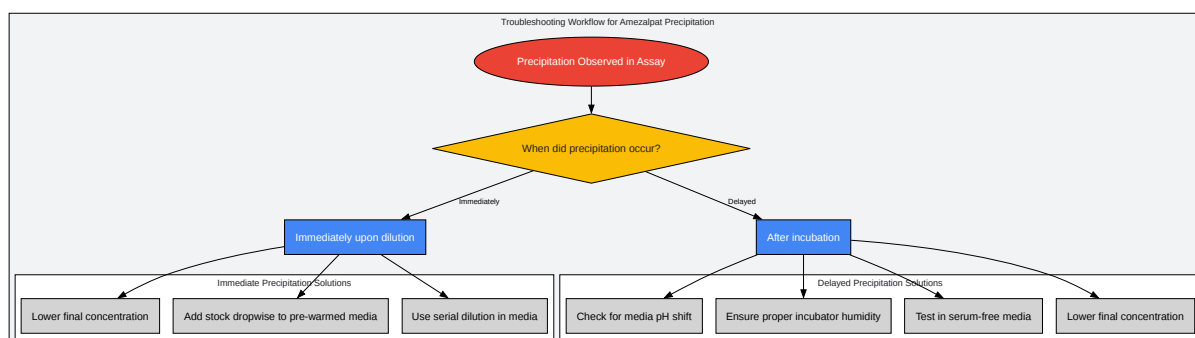 Troubleshooting Workflow for Amezalpat Precipitation
Precipitation Observed in Assay
When did precipitation occur?
Immediately
Delayed
Immediately upon dilution
After incubation
Immediate Precipitation Solutions
Delayed Precipitation Solutions
Lower final concentration
Add stock dropwise to pre-warmed media
Use serial dilution in media
Check for media pH shift
Ensure proper incubator humidity
Test in serum-free media
Lower final concentration